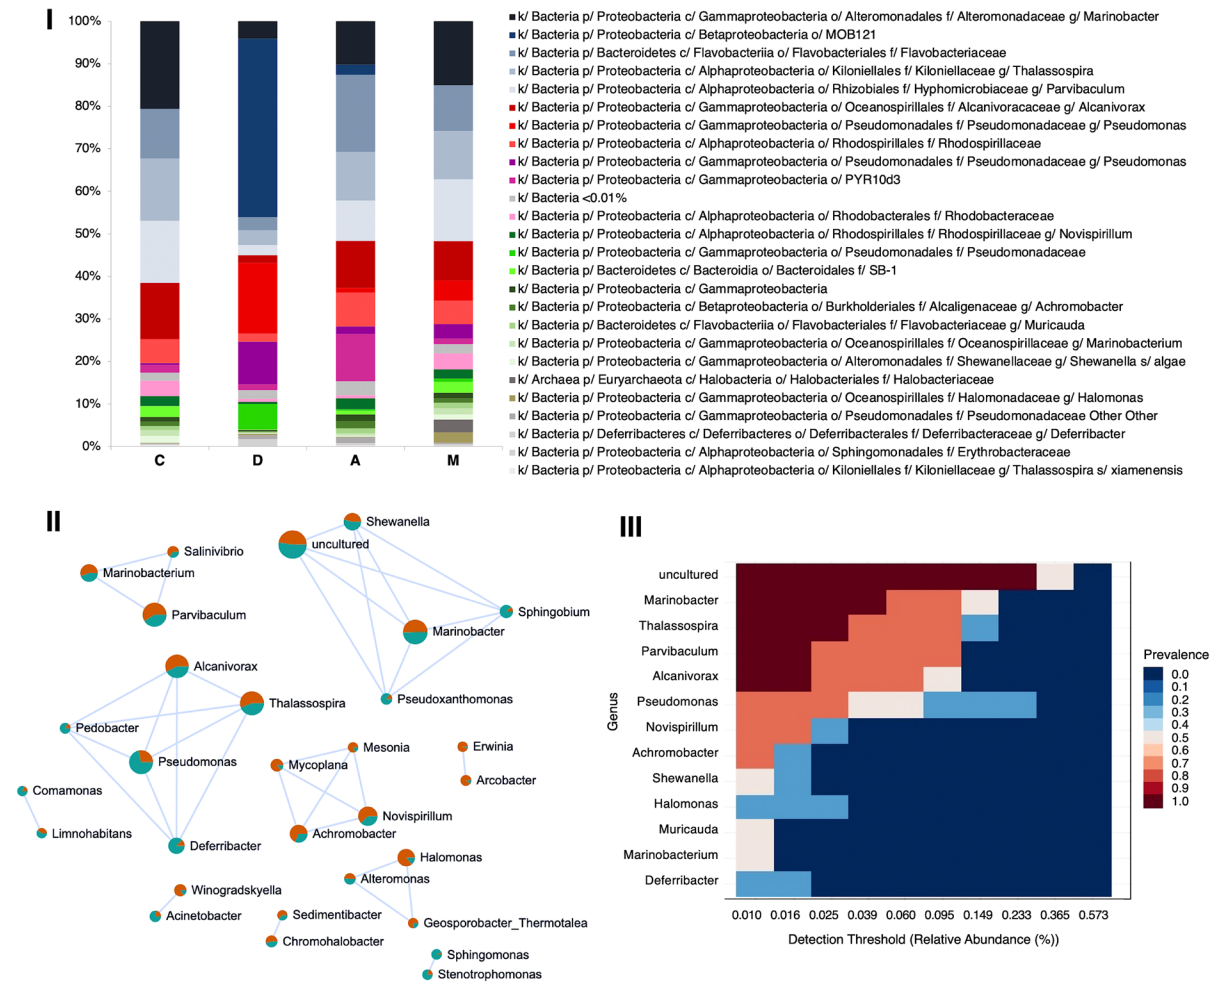 I
100%
90%
80%
70%
60%
50%
40%
30%
20%
10%
0%
C D A M
k/ Bacteria p/ Proteobacteria c/ Gammaproteobacteria o/ Alteromonadales f/ Alteromonadaceae g/ Marinobacter
k/ Bacteria p/ Proteobacteria c/ Betaproteobacteria o/ MOB121
k/ Bacteria p/ Bacteroidetes c/ Flavobacteriia o/ Flavobacteriales f/ Flavobacteriaceae
k/ Bacteria p/ Proteobacteria c/ Alphaproteobacteria o/ Kiloniellales f/ Kiloniellaceae g/ Thalassospira
k/ Bacteria p/ Proteobacteria c/ Alphaproteobacteria o/ Rhizobiales f/ Hyphomicrobiaceae g/ Parvibaculum
k/ Bacteria p/ Proteobacteria c/ Gammaproteobacteria o/ Oceanospirillales f/ Alcanivoracaceae g/ Alcanivorax
k/ Bacteria p/ Proteobacteria c/ Gammaproteobacteria o/ Pseudomonadales f/ Pseudomonadaceae g/ Pseudomonas
k/ Bacteria p/ Proteobacteria c/ Alphaproteobacteria o/ Rhodospirillales f/ Rhodospirillaceae
k/ Bacteria p/ Proteobacteria c/ Gammaproteobacteria o/ Pseudomonadales f/ Pseudomonadaceae g/ Pseudomonas
k/ Bacteria p/ Proteobacteria c/ Gammaproteobacteria o/ PYR10d3
k/ Bacteria <0.01%
k/ Bacteria p/ Proteobacteria c/ Alphaproteobacteria o/ Rhodobacterales f/ Rhodobacteraceae
k/ Bacteria p/ Proteobacteria c/ Alphaproteobacteria o/ Rhodospirillales f/ Rhodospirillaceae g/ Novispirillum
k/ Bacteria p/ Proteobacteria c/ Gammaproteobacteria o/ Pseudomonadales f/ Pseudomonadaceae
k/ Bacteria p/ Bacteroidetes c/ Bacteroidia o/ Bacteroidales f/ SB-1
k/ Bacteria p/ Proteobacteria c/ Gammaproteobacteria
k/ Bacteria p/ Proteobacteria c/ Betaproteobacteria o/ Burkholderiales f/ Alcaligenaceae g/ Achromobacter
k/ Bacteria p/ Bacteroidetes c/ Flavobacteriia o/ Flavobacteriales f/ Flavobacteriaceae g/ Muricauda
k/ Bacteria p/ Proteobacteria c/ Gammaproteobacteria o/ Oceanospirillales f/ Oceanospirillaceae g/ Marinobacterium
k/ Bacteria p/ Proteobacteria c/ Gammaproteobacteria o/ Alteromonadales f/ Shewanellaceae g/ Shewanella s/ algae
k/ Archaea p/ Euryarchaeota c/ Halobacteria o/ Halobacteriales f/ Halobacteriaceae
k/ Bacteria p/ Proteobacteria c/ Gammaproteobacteria o/ Oceanospirillales f/ Halomonadaceae g/ Halomonas
k/ Bacteria p/ Proteobacteria c/ Gammaproteobacteria o/ Pseudomonadales f/ Pseudomonadaceae Other Other
k/ Bacteria p/ Deferribacteres c/ Deferribacteres o/ Deferribacterales f/ Deferribacteraceae g/ Deferribacter
k/ Bacteria p/ Proteobacteria c/ Alphaproteobacteria o/ Sphingomonadales f/ Erythrobacteraceae
k/ Bacteria p/ Proteobacteria c/ Alphaproteobacteria o/ Kiloniellales f/ Kiloniellaceae g/ Thalassospira s/ xiamenensis
II
Shewanella
uncultured
Salinivibrio
Marinobacterium
Parvibaculum
Sphingobium
Marinobacter
Alcanivorax
Pseudoxanthomonas
Thalassospira
Pedobacter
Pseudomonas
Mesonia
Erwinia
Mycoplana
Arcobacter
Comamonas
Novispirillum
Limnohabitans
Achromobacter
Deferribacter
Halomonas
Alteromonas
Winogradskyella
Acinetobacter
Sedimentibacter
Geosporobacter_Thermotalea
Chromohalobacter
Sphingomonas
Stenotrophomonas
III
Genus
uncultured
Marinobacter
Thalassospira
Parvibaculum
Alcanivorax
Pseudomonas
Novispirillum
Achromobacter
Shewanella
Halomonas
Muricauda
Marinobacterium
Deferribacter
0.010 0.016 0.025 0.039 0.060 0.095 0.149 0.233 0.365 0.573
Detection Threshold (Relative Abundance (%))
Prevalence
0.0
0.1
0.2
0.3
0.4
0.5
0.6
0.7
0.8
0.9
1.0